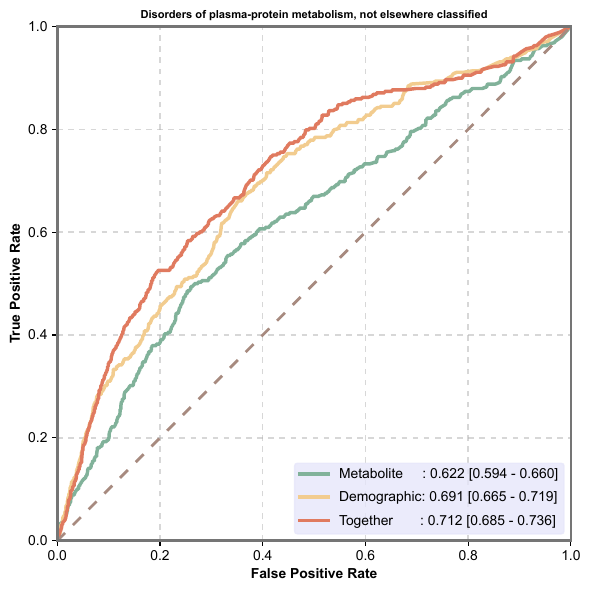 Disorders of plasma-protein metabolism, not elsewhere classified
1.0
0.8
0.6
0.4
0.2
0.0
True Positive Rate
Metabolite : 0.622 [0.594 - 0.660]
Demographic: 0.691 [0.665 - 0.719]
Together : 0.712 [0.685 - 0.736]
0.0 0.2 0.4 0.6 0.8 1.0
False Positive Rate